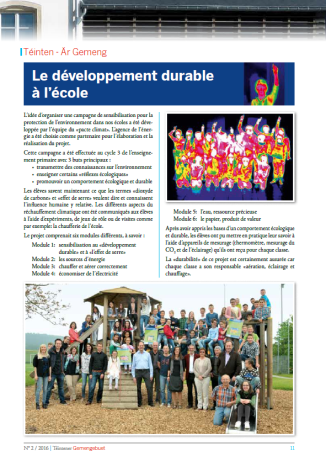 Téinten - Är Gemeng
Le développement durable
à l'école
L'idée d'organiser une campagne de sensibilisation pour la
protection de l'environnement dans nos écoles a été déve-
loppée par l'équipe du «pacte climat». L'agence de l'éner-
gie a été choisie comme partenaire pour l'élaboration et la
réalisation du projet.
Cette campagne a été effectuée au cycle 3 de l'enseigne-
ment primaire avec 3 buts principaux :
• transmettre des connaissances sur l'environnement
• enseigner certains «réflexes écologiques»
• promouvoir un comportement écologique et durable
Les élèves savent maintenant ce que les termes «dioxyde
de carbone» et «effet de serre» veulent dire et connaissent
l'influence humaine y relative. Les différents aspects du
réchauffement climatique ont été communiqués aux élèves
à l'aide d'expériences, de jeux de rôle ou de visites comme
par exemple: la chaufferie de l'école.
Le projet comprenait six modules différents, à savoir :
Module 1: sensibilisation au «développement
durable» et à «l'effet de serre»
Module 2: les sources d'énergie
Module 3: chauffer et aérer correctement
Module 4: économiser de l'électricité
Module 5: l'eau, ressource précieuse
Module 6: le papier, produit de valeur
Après avoir appris les bases d'un comportement écologique
et durable, les élèves ont pu mettre en pratique leur savoir à
l'aide d'appareils de mesurage (thermomètre, mesurage du
CO2 et de l'éclairage) qu'ils ont reçu pour chaque classe.
La «durabilité» de ce projet est certainement assurée car
chaque classe a son responsable «aération, éclairage et
chauffage».
N° 2 / 2016 | Téitenener Gemengebuet
11